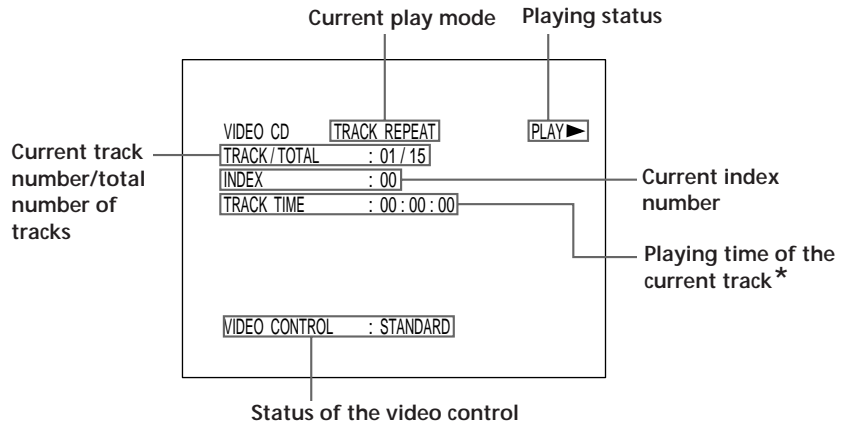 Current play mode
Playing status
VIDEO CD TRACK REPEAT PLAY►
TRACK / TOTAL : 01 / 15
INDEX : 00
TRACK TIME : 00 : 00 : 00
VIDEO CONTROL : STANDARD
Current track
number/total
number of
tracks
Current index
number
Playing time of the
current track*
Status of the video control